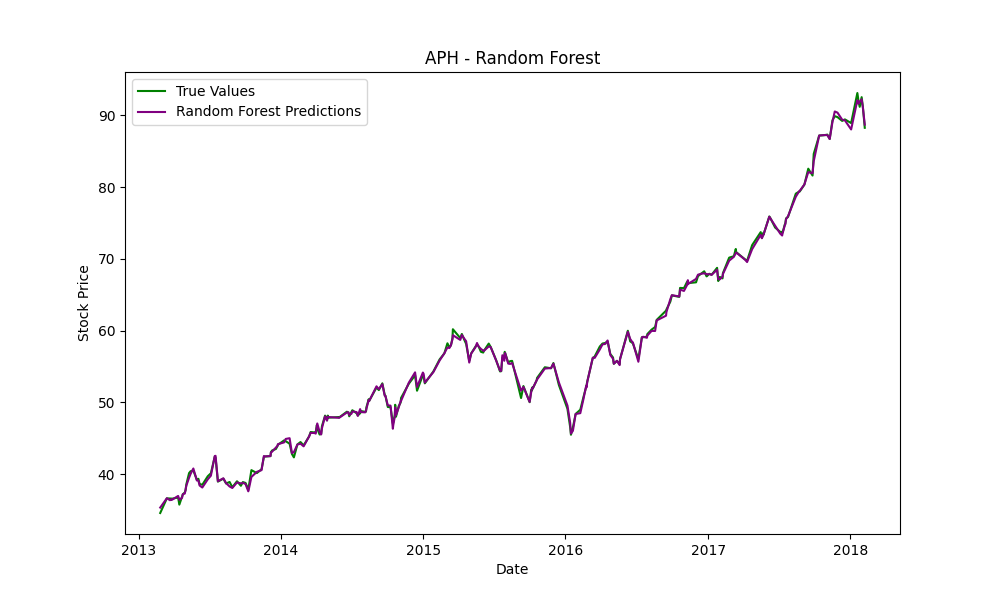 APH - Random Forest
True Values
Random Forest Predictions
Stock Price
90
80
70
60
50
40
2013
2014
2015
2016
2017
2018
Date